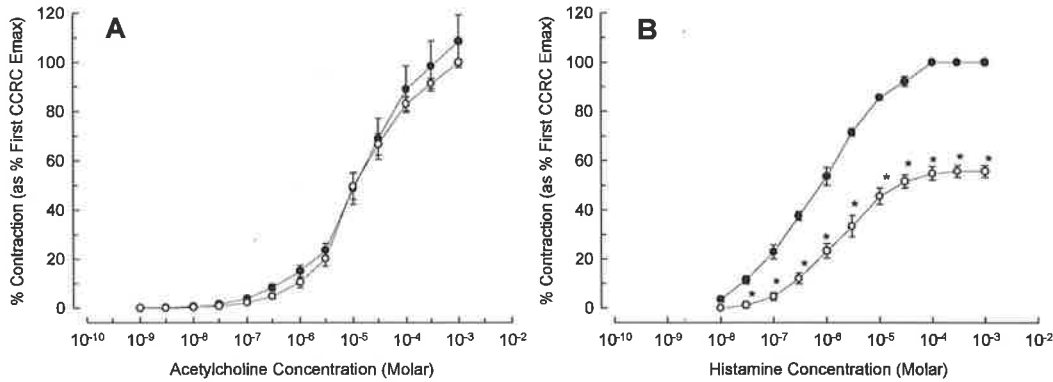 A
% Contraction (as % First CCRC Emax)
120
100
80
60
40
20
0
10-10 10-9 10-8 10-7 10-6 10-5 10-4 10-3 10-2
Acetylcholine Concentration (Molar)
B
% Contraction (as % First CCRC Emax)
120
100
80
60
40
20
0
* * * * * * * * * *
10-8 10-9 10-8 10-7 10-6 10-5 10-4 10-3 10-2
Histamine Concentration (Molar)